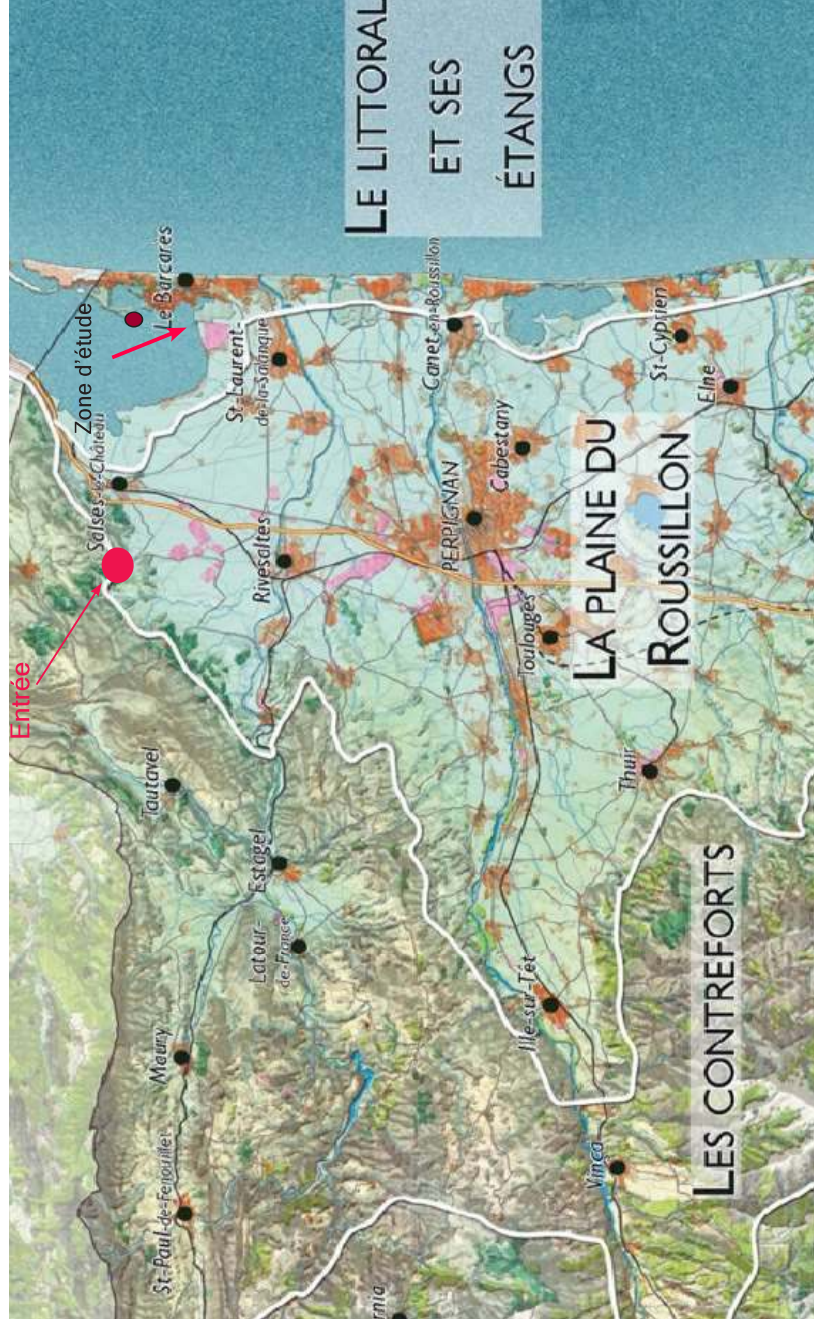 Entrée
Zone d'étude
Salses-le-Château
Le Barcarès
LE LITTORAL
ET SES
ÉTANGS
Tautavel
St-Paul-de-Fenouillet
Maury
Estagel
Latour-
de-France
Rivesaltes
St-Laurent-
de-la-Salanque
Canet-en-Roussillon
PERPIGNAN
Cabestany
Toulouges
LA PLAINE DU
ROUSSILLON
St-Cyprien
Elne
Thuir
Ille-sur-Têt
Vinça
LES CONTREFORTS
rnia